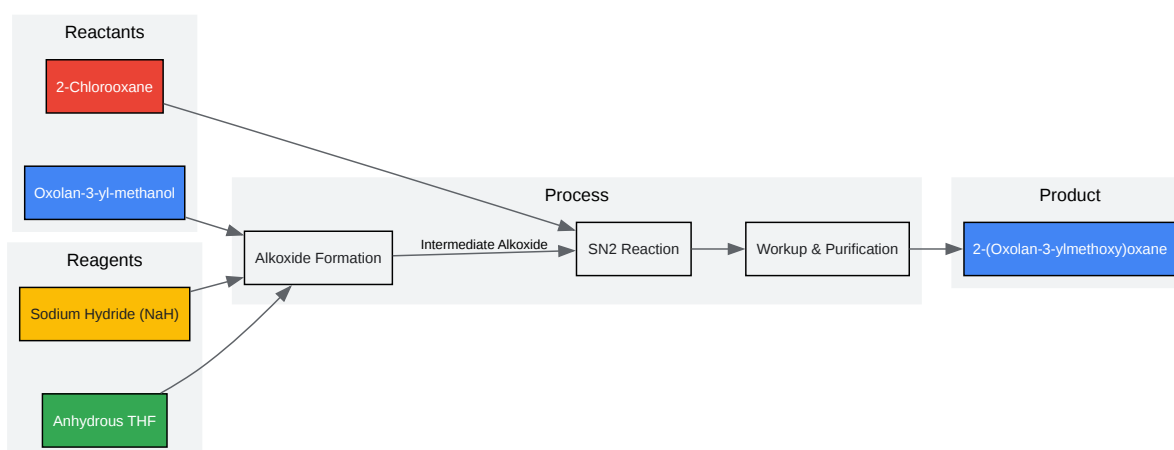 Reactants
2-Chlorooxane
Oxolan-3-yl-methanol
Reagents
Sodium Hydride (NaH)
Anhydrous THF
Process
Alkoxide Formation
Intermediate Alkoxide
SN2 Reaction
Workup & Purification
Product
2-(Oxolan-3-ylmethoxy)oxane